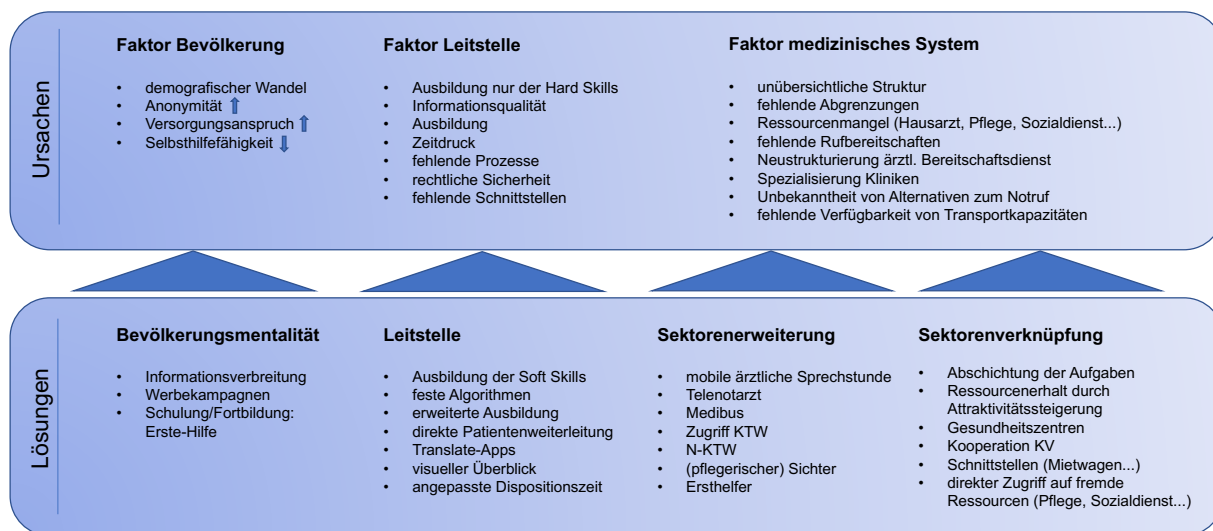 Ursachen
Faktor Bevölkerung
• demografischer Wandel
• Anonymität
• Versorgungsanspruch
• Selbsthilfefähigkeit
Faktor Leitstelle
• Ausbildung nur der Hard Skills
• Informationsqualität
• Ausbildung
• Zeitdruck
• fehlende Prozesse
• rechtliche Sicherheit
• fehlende Schnittstellen
Faktor medizinisches System
• unübersichtliche Struktur
• fehlende Abgrenzungen
• Ressourcenmangel (Hausarzt, Pflege, Sozialdienst...)
• fehlende Rufbereitschaften
• Neustrukturierung ärztl. Bereitschaftsdienst
• Spezialisierung Kliniken
• Unbekanntheit von Alternativen zum Notruf
• fehlende Verfügbarkeit von Transportkapazitäten
Lösungen
Bevölkerungsmentalität
• Informationsverbreitung
• Werbekampagnen
• Schulung/Fortbildung:
Erste-Hilfe
Leitstelle
• Ausbildung der Soft Skills
• feste Algorithmen
• erweiterte Ausbildung
• direkte Patientenweiterleitung
• Translate-Apps
• visueller Überblick
• angepasste Dispositionszeit
Sektorenerweiterung
• mobile ärztliche Sprechstunde
• Telenotarzt
• Medibus
• Zugriff KTW
• N-KTW
• (pflegerischer) Sichter
• Ersthelfer
Sektorenverknüpfung
• Abschichtung der Aufgaben
• Ressourcenerhalt durch
Attraktivitätssteigerung
• Gesundheitszentren
• Kooperation KV
• Schnittstellen (Mietwagen...)
• direkter Zugriff auf fremde
Ressourcen (Pflege, Sozialdienst...)